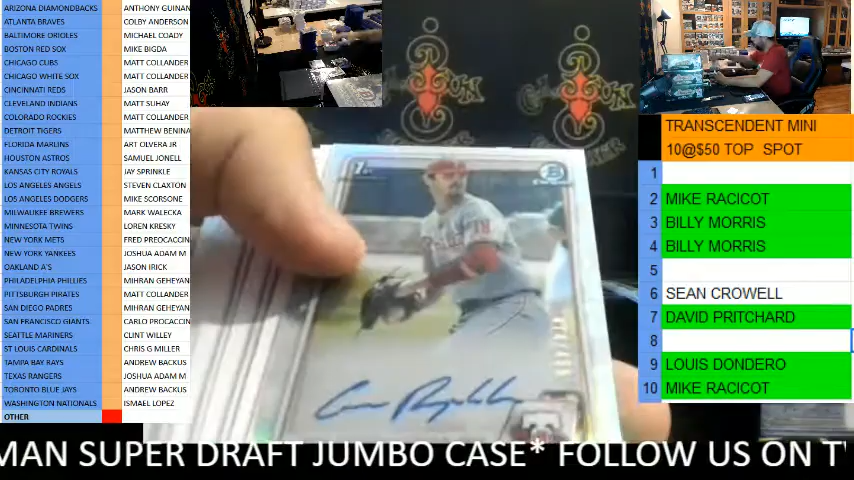 ARIZONA DIAMONDBACKS ANTHONY GUINAN
ATLANTA BRAVES COLBY ANDERSON
BALTIMORE ORIOLES MICHAEL COADY
BOSTON RED SOX MIKE BIGDA
CHICAGO CUBS MATT COLLANDER
CHICAGO WHITE SOX MATT COLLANDER
CINCINNATI REDS JASON BARR
CLEVELAND INDIANS MATT SUHAY
COLORADO ROCKIES MATT COLLANDER
DETROIT TIGERS MATTHEW BENINA
FLORIDA MARLINS ART OLVERA JR
HOUSTON ASTROS SAMUEL JONELL
KANSAS CITY ROYALS JAY SPRINKLE
LOS ANGELES ANGELS STEVEN CLAXTON
LOS ANGELES DODGERS MIKE SCORSONE
MILWAUKEE BREWERS MARK WALECKA
MINNESOTA TWINS LOREN KRESKY
NEW YORK METS FRED PREOCACCIN
NEW YORK YANKEES JOSHUA ADAM M
OAKLAND A'S JASON IRICK
PHILADELPHIA PHILLIES MIHRAN GEHEYAN
PITTSBURGH PIRATES MATT COLLANDER
SAN DIEGO PADRES MIHRAN GEHEYAN
SAN FRANCISCO GIANTS CARLO PROCACCIN
SEATTLE MARINERS CLINT WILLEY
ST LOUIS CARDINALS CHRIS G MILLER
TAMPA BAY RAYS ANDREW BACKUS
TEXAS RANGERS JOSHUA ADAM M
TORONTO BLUE JAYS ANDREW BACKUS
WASHINGTON NATIONALS ISMAEL LOPEZ
OTHER
TRANSCENDENT MINI
10@$50 TOP SPOT
1
2 MIKE RACICOT
3 BILLY MORRIS
4 BILLY MORRIS
5
6 SEAN CROWELL
7 DAVID PRITCHARD
8
9 LOUIS DONDERO
10 MIKE RACICOT
MAN SUPER DRAFT JUMBO CASE* FOLLOW US ON TV